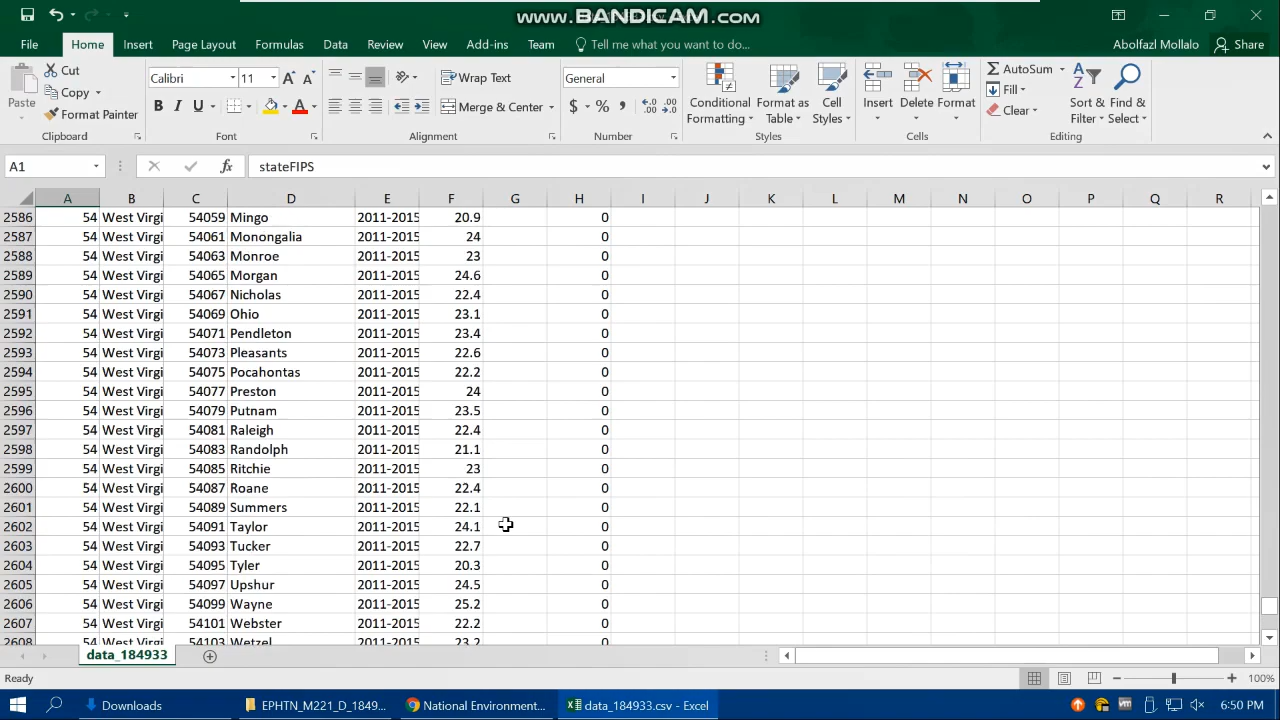 www.BANDICAM.com
File Home Insert Page Layout Formulas Data Review View Add-ins Team Tell me what you want to do... Abolfazl Mollalo Share
Paste Cut Copy Format Painter Clipboard
Calibri 11 A A B I U A Font
Wrap Text Merge & Center Alignment
General $ % , Number
Conditional Formatting Format as Table Cell Styles Styles
Insert Delete Format Cells
AutoSum Fill Clear Sort & Filter Find & Select Editing
A1 fx stateFIPS
A B C D E F G H I J K L M N O P Q R
2586 54 West Virgi 54059 Mingo 2011-2015 20.9 0
2587 54 West Virgi 54061 Monongalia 2011-2015 24 0
2588 54 West Virgi 54063 Monroe 2011-2015 23 0
2589 54 West Virgi 54065 Morgan 2011-2015 24.6 0
2590 54 West Virgi 54067 Nicholas 2011-2015 22.4 0
2591 54 West Virgi 54069 Ohio 2011-2015 23.1 0
2592 54 West Virgi 54071 Pendleton 2011-2015 23.4 0
2593 54 West Virgi 54073 Pleasants 2011-2015 22.6 0
2594 54 West Virgi 54075 Pocahontas 2011-2015 22.2 0
2595 54 West Virgi 54077 Preston 2011-2015 24 0
2596 54 West Virgi 54079 Putnam 2011-2015 23.5 0
2597 54 West Virgi 54081 Raleigh 2011-2015 22.4 0
2598 54 West Virgi 54083 Randolph 2011-2015 21.1 0
2599 54 West Virgi 54085 Ritchie 2011-2015 23 0
2600 54 West Virgi 54087 Roane 2011-2015 22.4 0
2601 54 West Virgi 54089 Summers 2011-2015 22.1 0
2602 54 West Virgi 54091 Taylor 2011-2015 24.1 0
2603 54 West Virgi 54093 Tucker 2011-2015 22.7 0
2604 54 West Virgi 54095 Tyler 2011-2015 20.3 0
2605 54 West Virgi 54097 Upshur 2011-2015 24.5 0
2606 54 West Virgi 54099 Wayne 2011-2015 25.2 0
2607 54 West Virgi 54101 Webster 2011-2015 22.2 0
2608 54 West Virgi 54103 Wetzel 2011-2015 23.2 0
data_184933
Ready 100%
Downloads EPHTN_M221_D_1849... National Environment... data_184933.csv - Excel 6:50 PM